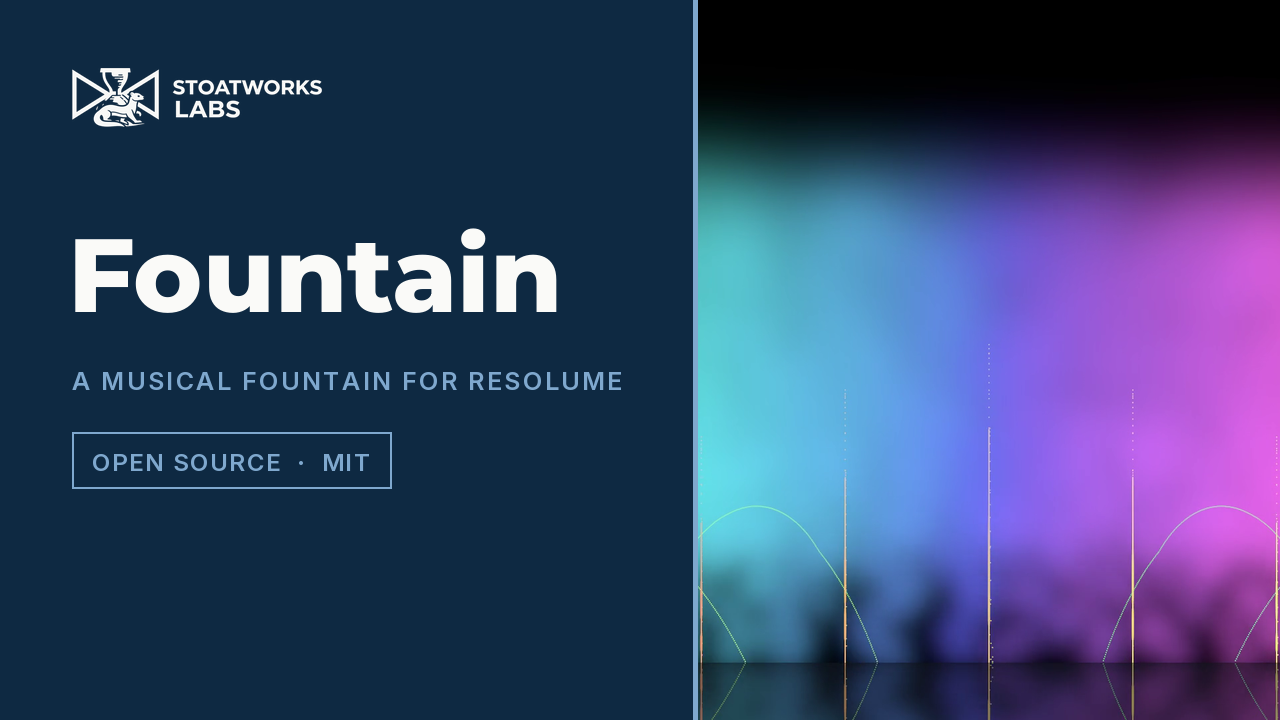 STOATWORKS
LABS
Fountain
A MUSICAL FOUNTAIN FOR RESOLUME
OPEN SOURCE · MIT